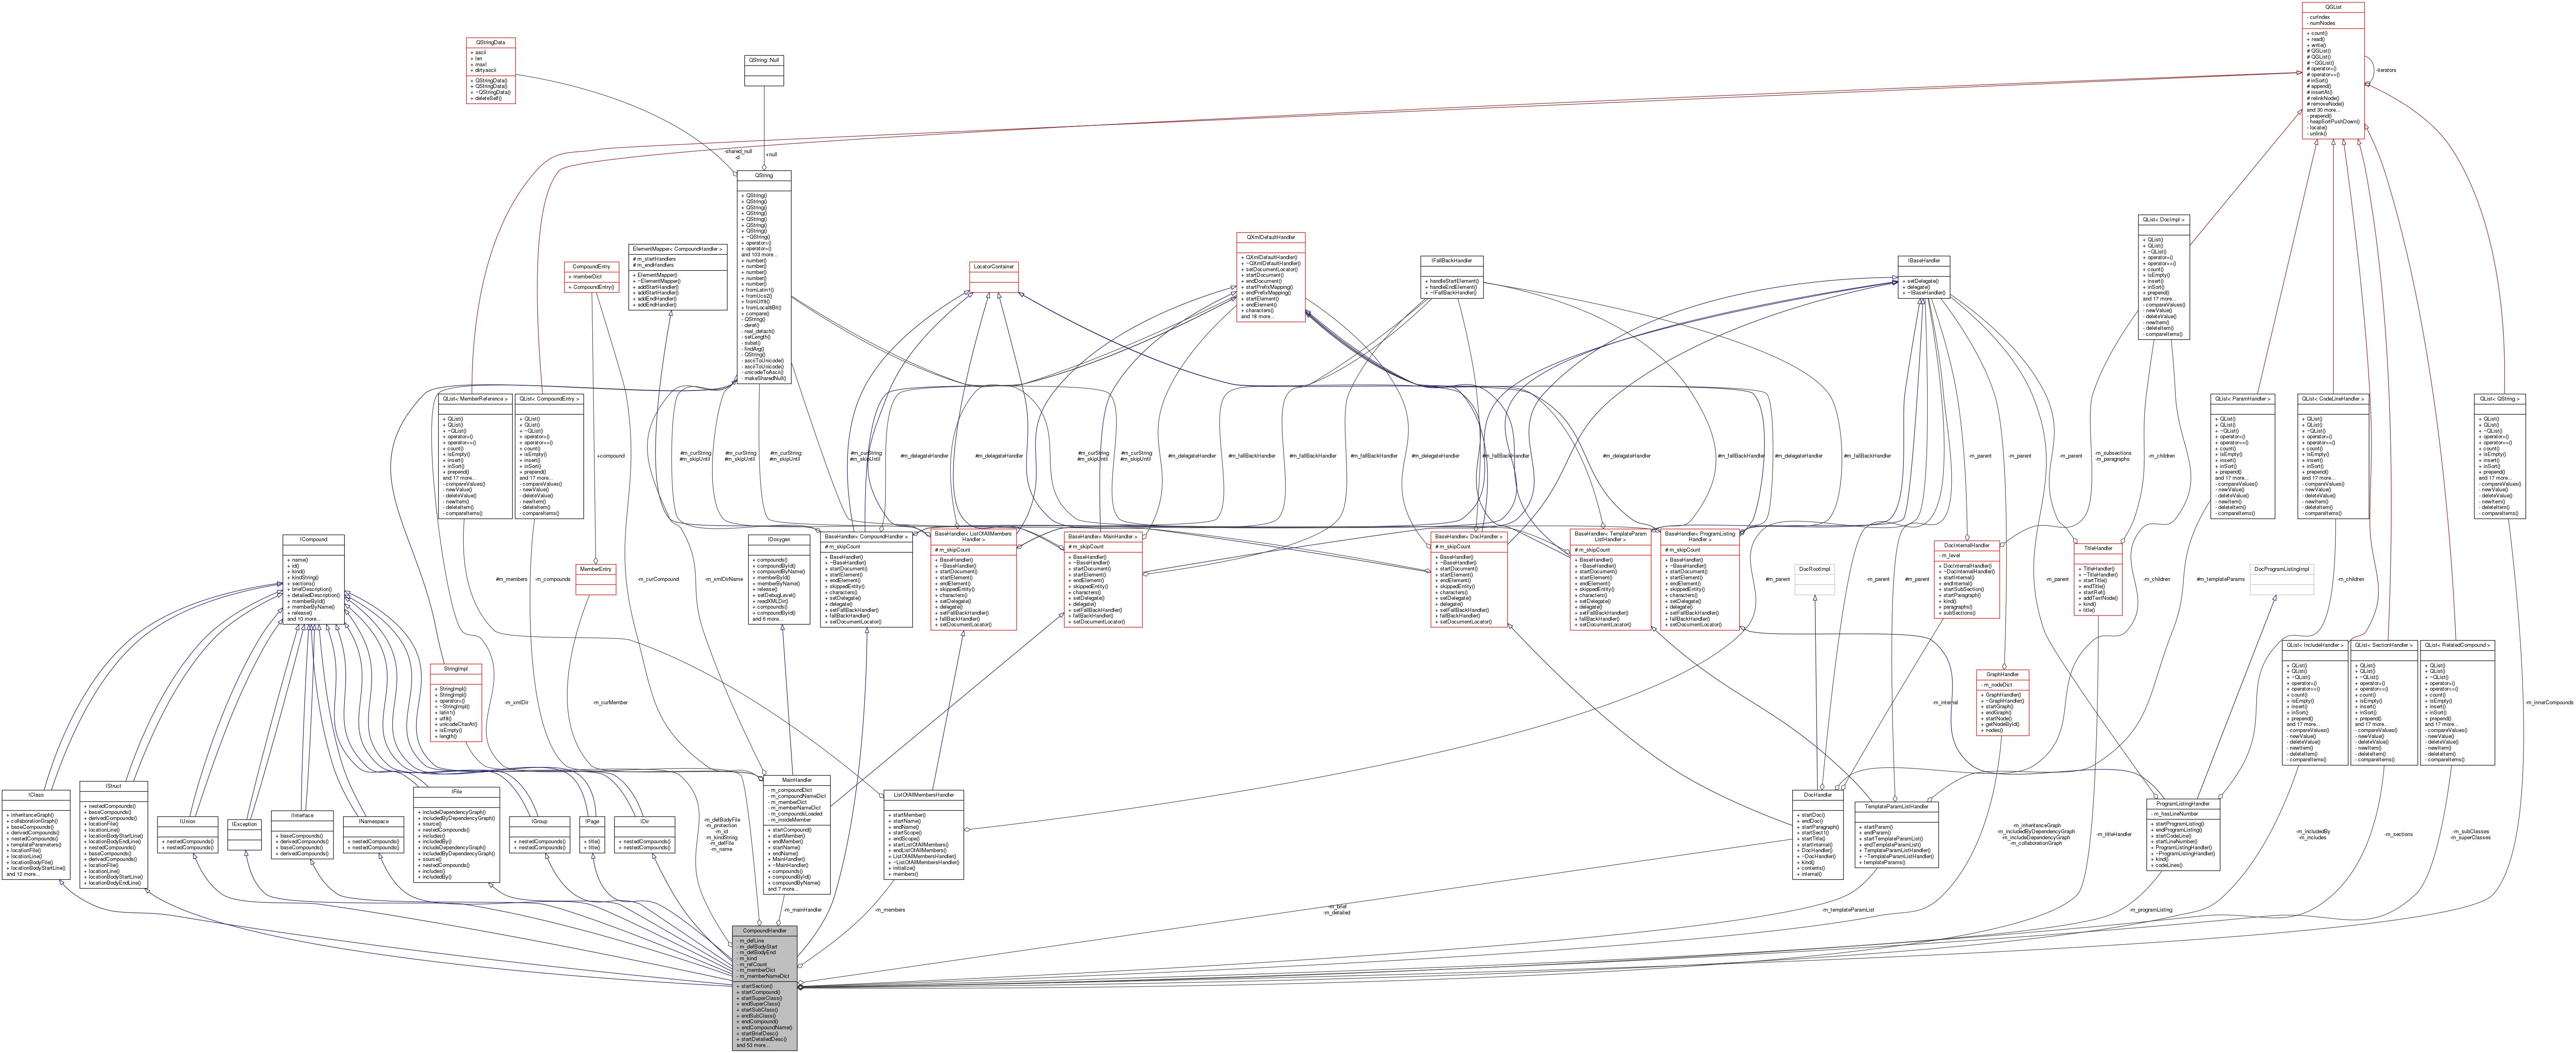 QGList
- curIndex
- numNodes
+ count()
+ read()
+ write()
# QGList()
# QGList()
# ~QGList()
# operator=()
# operator==()
# inSort()
# append()
# insertAt()
# relinkNode()
# removeNode()
and 30 more...
- prepend()
- heapSortPushDown()
- locate()
- unlink()
-iterators
QStringData
+ ascii
+ len
+ maxl
+ dirtyascii
+ QStringData()
+ QStringData()
+ ~QStringData()
+ deleteSelf()
QString::Null
-shared_null
-d
+null
QString
+ QString()
+ QString()
+ QString()
+ QString()
+ QString()
+ QString()
+ QString()
+ ~QString()
+ operator=()
+ operator=()
and 103 more...
+ number()
+ number()
+ number()
+ number()
+ number()
+ fromLatin1()
+ fromUcs2()
+ fromUtf8()
+ fromLocal8Bit()
+ compare()
- QString()
- deref()
- real_detach()
- setLength()
- subat()
- findArg()
- QString()
- asciiToUnicode()
- asciiToUnicode()
- unicodeToAscii()
- makeSharedNull()
ElementMapper< CompoundHandler >
# m_startHandlers
# m_endHandlers
+ ElementMapper()
+ ~ElementMapper()
+ addStartHandler()
+ addStartHandler()
+ addEndHandler()
+ addEndHandler()
CompoundEntry
+ memberDict
+ CompoundEntry()
LocatorContainer
QXmlDefaultHandler
+ QXmlDefaultHandler()
+ ~QXmlDefaultHandler()
+ setDocumentLocator()
+ startDocument()
+ endDocument()
+ startPrefixMapping()
+ endPrefixMapping()
+ startElement()
+ endElement()
+ characters()
and 18 more...
IFallBackHandler
+ handleStartElement()
+ handleEndElement()
+ ~IFallBackHandler()
IBaseHandler
+ setDelegate()
+ delegate()
+ ~IBaseHandler()
QList< DocImpl >
+ QList()
+ QList()
+ ~QList()
+ operator=()
+ operator==()
+ count()
+ isEmpty()
+ insert()
+ inSort()
+ prepend()
and 17 more...
- compareValues()
- newValue()
- deleteValue()
- newItem()
- deleteItem()
- compareItems()
QList< MemberReference >
+ QList()
+ QList()
+ ~QList()
+ operator=()
+ operator==()
+ count()
+ isEmpty()
+ insert()
+ inSort()
+ prepend()
and 17 more...
- compareValues()
- newValue()
- deleteValue()
- newItem()
- deleteItem()
- compareItems()
QList< CompoundEntry >
+ QList()
+ QList()
+ ~QList()
+ operator=()
+ operator==()
+ count()
+ isEmpty()
+ insert()
+ inSort()
+ prepend()
and 17 more...
- compareValues()
- newValue()
- deleteValue()
- newItem()
- deleteItem()
- compareItems()
QList< ParamHandler >
+ QList()
+ QList()
+ ~QList()
+ operator=()
+ operator==()
+ count()
+ isEmpty()
+ insert()
+ inSort()
+ prepend()
and 17 more...
- compareValues()
- newValue()
- deleteValue()
- newItem()
- deleteItem()
- compareItems()
QList< CodeLineHandler >
+ QList()
+ QList()
+ ~QList()
+ operator=()
+ operator==()
+ count()
+ isEmpty()
+ insert()
+ inSort()
+ prepend()
and 17 more...
- compareValues()
- newValue()
- deleteValue()
- newItem()
- deleteItem()
- compareItems()
QList< QString >
+ QList()
+ QList()
+ ~QList()
+ operator=()
+ operator==()
+ count()
+ isEmpty()
+ insert()
+ inSort()
+ prepend()
and 17 more...
- compareValues()
- newValue()
- deleteValue()
- newItem()
- deleteItem()
- compareItems()
+compound
#m_curString
#m_skipUntil
#m_curString
#m_skipUntil
#m_curString
#m_skipUntil
#m_curString
#m_skipUntil
#m_delegateHandler
#m_delegateHandler
#m_curString
#m_skipUntil
#m_delegateHandler
#m_fallBackHandler
#m_fallBackHandler
#m_fallBackHandler
#m_delegateHandler
#m_fallBackHandler
#m_delegateHandler
#m_fallBackHandler
#m_delegateHandler
#m_fallBackHandler
-m_parent
-m_parent
-m_parent
-m_subsections
-m_paragraphs
-m_children
ICompound
+ name()
+ id()
+ kind()
+ kindString()
+ sections()
+ briefDescription()
+ detailedDescription()
+ memberById()
+ memberByName()
+ release()
and 10 more...
MemberEntry
IDoxygen
+ compounds()
+ compoundById()
+ compoundByName()
+ memberById()
+ memberByName()
+ release()
+ setDebugLevel()
+ readXMLDir()
+ compounds()
+ compoundById()
and 6 more...
BaseHandler< CompoundHandler >
# m_skipCount
+ BaseHandler()
+ ~BaseHandler()
+ startDocument()
+ startElement()
+ endElement()
+ skippedEntity()
+ characters()
+ setDelegate()
+ delegate()
+ setFallBackHandler()
+ fallBackHandler()
+ setDocumentLocator()
BaseHandler< ListOfAllMembers
Handler >
# m_skipCount
+ BaseHandler()
+ ~BaseHandler()
+ startDocument()
+ startElement()
+ endElement()
+ skippedEntity()
+ characters()
+ setDelegate()
+ delegate()
+ setFallBackHandler()
+ fallBackHandler()
+ setDocumentLocator()
BaseHandler< MainHandler >
# m_skipCount
+ BaseHandler()
+ ~BaseHandler()
+ startDocument()
+ startElement()
+ endElement()
+ skippedEntity()
+ characters()
+ setDelegate()
+ delegate()
+ setFallBackHandler()
+ fallBackHandler()
+ setDocumentLocator()
BaseHandler< DocHandler >
# m_skipCount
+ BaseHandler()
+ ~BaseHandler()
+ startDocument()
+ startElement()
+ endElement()
+ skippedEntity()
+ characters()
+ setDelegate()
+ delegate()
+ setFallBackHandler()
+ fallBackHandler()
+ setDocumentLocator()
BaseHandler< TemplateParam
ListHandler >
# m_skipCount
+ BaseHandler()
+ ~BaseHandler()
+ startDocument()
+ startElement()
+ endElement()
+ skippedEntity()
+ characters()
+ setDelegate()
+ delegate()
+ setFallBackHandler()
+ fallBackHandler()
+ setDocumentLocator()
BaseHandler< ProgramListing
Handler >
# m_skipCount
+ BaseHandler()
+ ~BaseHandler()
+ startDocument()
+ startElement()
+ endElement()
+ skippedEntity()
+ characters()
+ setDelegate()
+ delegate()
+ setFallBackHandler()
+ fallBackHandler()
+ setDocumentLocator()
DocInternalHandler
- m_level
+ DocInternalHandler()
+ ~DocInternalHandler()
+ startInternal()
+ endInternal()
+ startSubSection()
+ startParagraph()
+ kind()
+ paragraphs()
+ subSections()
TitleHandler
+ TitleHandler()
+ ~TitleHandler()
+ startTitle()
+ endTitle()
+ startRef()
+ addTextNode()
+ kind()
+ title()
DocRootImpl
DocProgramListingImpl
#m_members
-m_compounds
-m_curCompound
-m_xmlDirName
#m_parent
-m_parent
#m_parent
-m_parent
-m_children
#m_templateParams
-m_children
StringImpl
+ StringImpl()
+ StringImpl()
+ operator=()
+ ~StringImpl()
+ latin1()
+ utf8()
+ unicodeCharAt()
+ isEmpty()
+ length()
GraphHandler
- m_nodeDict
+ GraphHandler()
+ ~GraphHandler()
+ startGraph()
+ endGraph()
+ startNode()
+ getNodeById()
+ nodes()
QList< IncludeHandler >
+ QList()
+ QList()
+ ~QList()
+ operator=()
+ operator==()
+ count()
+ isEmpty()
+ insert()
+ inSort()
+ prepend()
and 17 more...
- compareValues()
- newValue()
- deleteValue()
- newItem()
- deleteItem()
- compareItems()
QList< SectionHandler >
+ QList()
+ QList()
+ ~QList()
+ operator=()
+ operator==()
+ count()
+ isEmpty()
+ insert()
+ inSort()
+ prepend()
and 17 more...
- compareValues()
- newValue()
- deleteValue()
- newItem()
- deleteItem()
- compareItems()
QList< RelatedCompound >
+ QList()
+ QList()
+ ~QList()
+ operator=()
+ operator==()
+ count()
+ isEmpty()
+ insert()
+ inSort()
+ prepend()
and 17 more...
- compareValues()
- newValue()
- deleteValue()
- newItem()
- deleteItem()
- compareItems()
-m_xmlDir
-m_curMember
-m_internal
-m_innerCompounds
IClass
+ inheritanceGraph()
+ collaborationGraph()
+ baseCompounds()
+ derivedCompounds()
+ nestedCompounds()
+ templateParameters()
+ locationFile()
+ locationLine()
+ locationBodyFile()
+ locationBodyStartLine()
and 12 more...
IStruct
+ nestedCompounds()
+ baseCompounds()
+ derivedCompounds()
+ locationFile()
+ locationLine()
+ locationBodyStartLine()
+ locationBodyEndLine()
+ nestedCompounds()
+ baseCompounds()
+ derivedCompounds()
+ locationFile()
+ locationLine()
+ locationBodyStartLine()
+ locationBodyEndLine()
IUnion
+ nestedCompounds()
+ nestedCompounds()
IException
IInterface
+ baseCompounds()
+ derivedCompounds()
+ baseCompounds()
+ derivedCompounds()
INamespace
+ nestedCompounds()
+ nestedCompounds()
IFile
+ includeDependencyGraph()
+ includedByDependencyGraph()
+ source()
+ nestedCompounds()
+ includes()
+ includedBy()
+ includeDependencyGraph()
+ includedByDependencyGraph()
+ source()
+ nestedCompounds()
+ includes()
+ includedBy()
IGroup
+ nestedCompounds()
+ nestedCompounds()
IPage
+ title()
+ title()
IDir
+ nestedCompounds()
+ nestedCompounds()
-m_defBodyFile
-m_protection
-m_id
-m_kindString
-m_defFile
-m_name
MainHandler
- m_compoundDict
- m_compoundNameDict
- m_memberDict
- m_memberNameDict
- m_compoundsLoaded
- m_insideMember
+ startCompound()
+ startMember()
+ endMember()
+ startName()
+ endName()
+ MainHandler()
+ ~MainHandler()
+ compounds()
+ compoundById()
+ compoundByName()
and 7 more...
ListOfAllMembersHandler
+ startMember()
+ startName()
+ endName()
+ startScope()
+ endScope()
+ startListOfAllMembers()
+ endListOfAllMembers()
+ ListOfAllMembersHandler()
+ ~ListOfAllMembersHandler()
+ initialize()
+ members()
DocHandler
+ startDoc()
+ endDoc()
+ startParagraph()
+ startSect1()
+ startTitle()
+ startInternal()
+ DocHandler()
+ ~DocHandler()
+ kind()
+ contents()
+ internal()
TemplateParamListHandler
+ startParam()
+ endParam()
+ startTemplateParamList()
+ endTemplateParamList()
+ TemplateParamListHandler()
+ ~TemplateParamListHandler()
+ templateParams()
ProgramListingHandler
- m_hasLineNumber
+ startProgramListing()
+ endProgramListing()
+ startCodeLine()
+ startLineNumber()
+ ProgramListingHandler()
+ ~ProgramListingHandler()
+ kind()
+ codeLines()
-m_inheritanceGraph
-m_includedByDependencyGraph
-m_includeDependencyGraph
-m_collaborationGraph
-m_titleHandler
-m_includedBy
-m_includes
-m_sections
-m_subClasses
-m_superClasses
-m_mainHandler
-m_members
-m_brief
-m_detailed
-m_templateParamList
-m_programListing
CompoundHandler
- m_defLine
- m_defBodyStart
- m_defBodyEnd
- m_kind
- m_refCount
- m_memberDict
- m_memberNameDict
+ startSection()
+ startCompound()
+ startSuperClass()
+ endSuperClass()
+ startSubClass()
+ endSubClass()
+ endCompound()
+ endCompoundName()
+ startBriefDesc()
+ startDetailedDesc()
and 53 more...